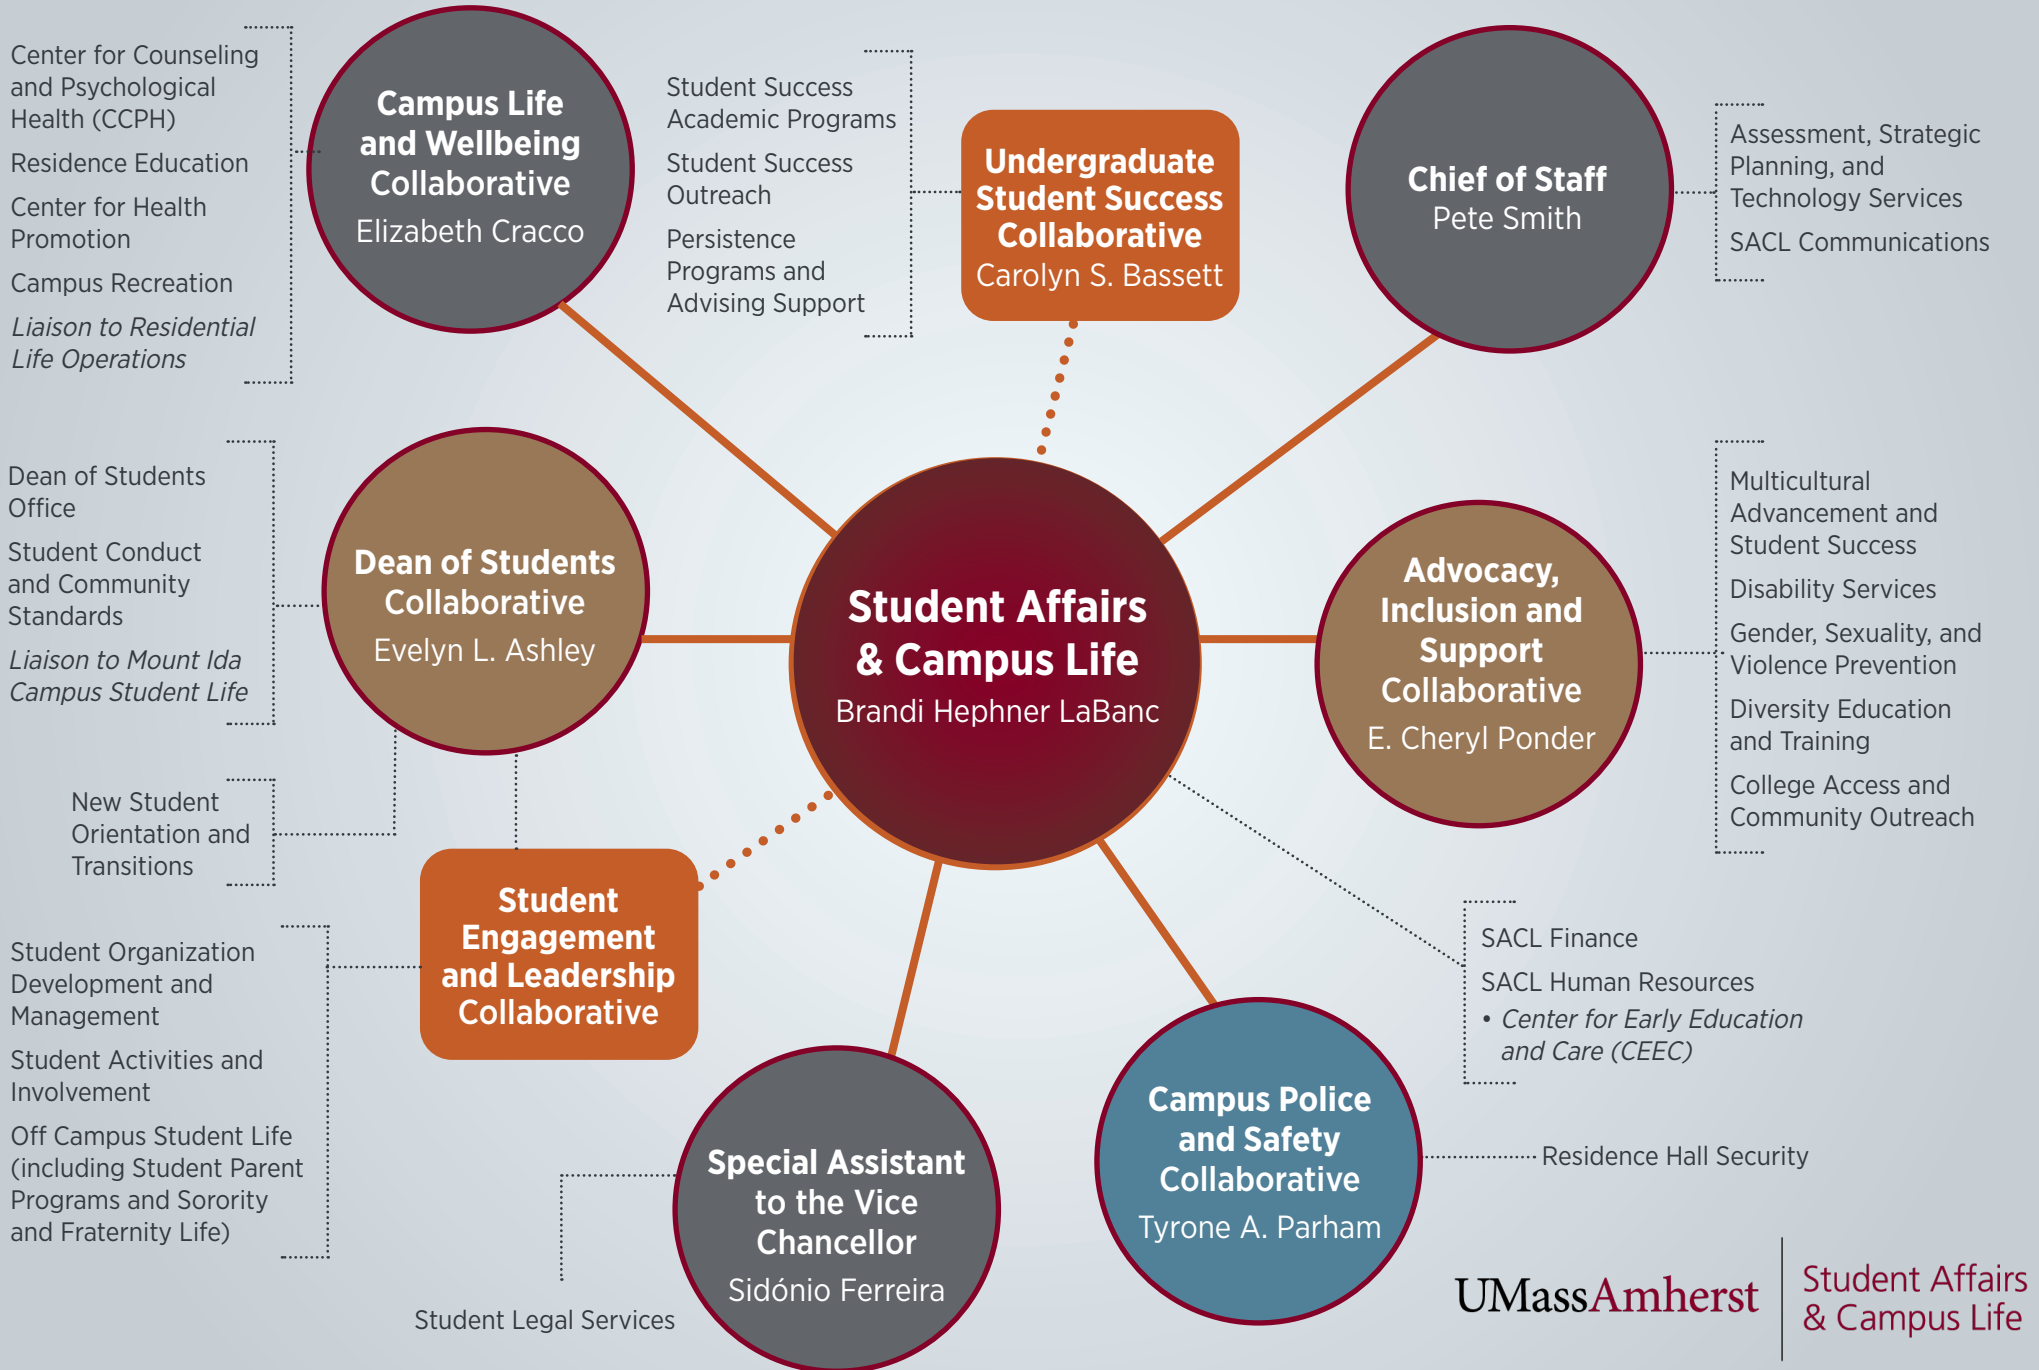 Center for Counseling
and Psychological
Health (CCPH)
Residence Education
Center for Health
Promotion
Campus Recreation
Liaison to Residential
Life Operations
Campus Life
and Wellbeing
Collaborative
Elizabeth Cracco
Student Success
Academic Programs
Student Success
Outreach
Persistence
Programs and
Advising Support
Undergraduate
Student Success
Collaborative
Carolyn S. Bassett
Chief of Staff
Pete Smith
Assessment, Strategic
Planning, and
Technology Services
SACL Communications
Dean of Students
Office
Student Conduct
and Community
Standards
Liaison to Mount Ida
Campus Student Life
Dean of Students
Collaborative
Evelyn L. Ashley
New Student
Orientation and
Transitions
Student Affairs
& Campus Life
Brandi Hephner LaBanc
Advocacy,
Inclusion and
Support
Collaborative
E. Cheryl Ponder
Multicultural
Advancement and
Student Success
Disability Services
Gender, Sexuality, and
Violence Prevention
Diversity Education
and Training
College Access and
Community Outreach
Student
Engagement
and Leadership
Collaborative
Student Organization
Development and
Management
Student Activities and
Involvement
Off Campus Student Life
(including Student Parent
Programs and Sorority
and Fraternity Life)
SACL Finance
SACL Human Resources
• Center for Early Education
and Care (CEEC)
Special Assistant
to the Vice
Chancellor
Sidónio Ferreira
Student Legal Services
Campus Police
and Safety
Collaborative
Tyrone A. Parham
Residence Hall Security
UMassAmherst
Student Affairs
& Campus Life